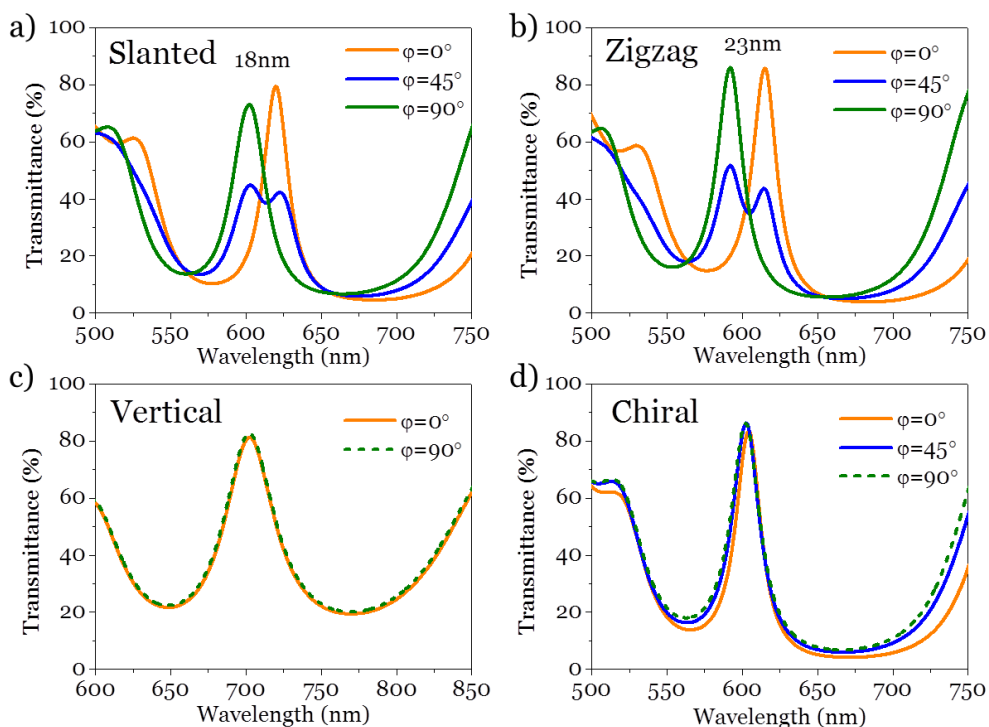 a)
Slanted
18nm
φ=0°
φ=45°
φ=90°
Transmittance (%)
100
80
60
40
20
0
500 550 600 650 700 750
Wavelength (nm)
b)
Zigzag
23nm
φ=0°
φ=45°
φ=90°
Transmittance (%)
100
80
60
40
20
0
500 550 600 650 700 750
Wavelength (nm)
c)
Vertical
φ=0°
φ=90°
Transmittance (%)
100
80
60
40
20
0
600 650 700 750 800 850
Wavelength (nm)
d)
Chiral
φ=0°
φ=45°
φ=90°
Transmittance (%)
100
80
60
40
20
0
500 550 600 650 700 750
Wavelength (nm)